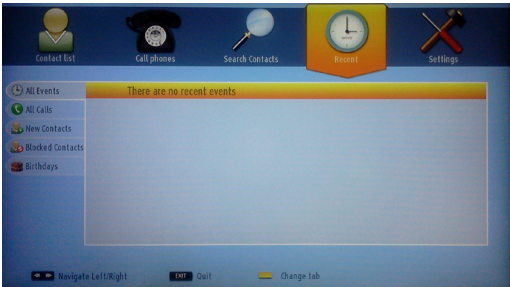 Contact list
Call phones
Search Contacts
Recent
Settings
All Events
There are no recent events
All Calls
New Contacts
Blocked Contacts
Birthdays
Navigate Left/Right
EXIT Quit
Change tab